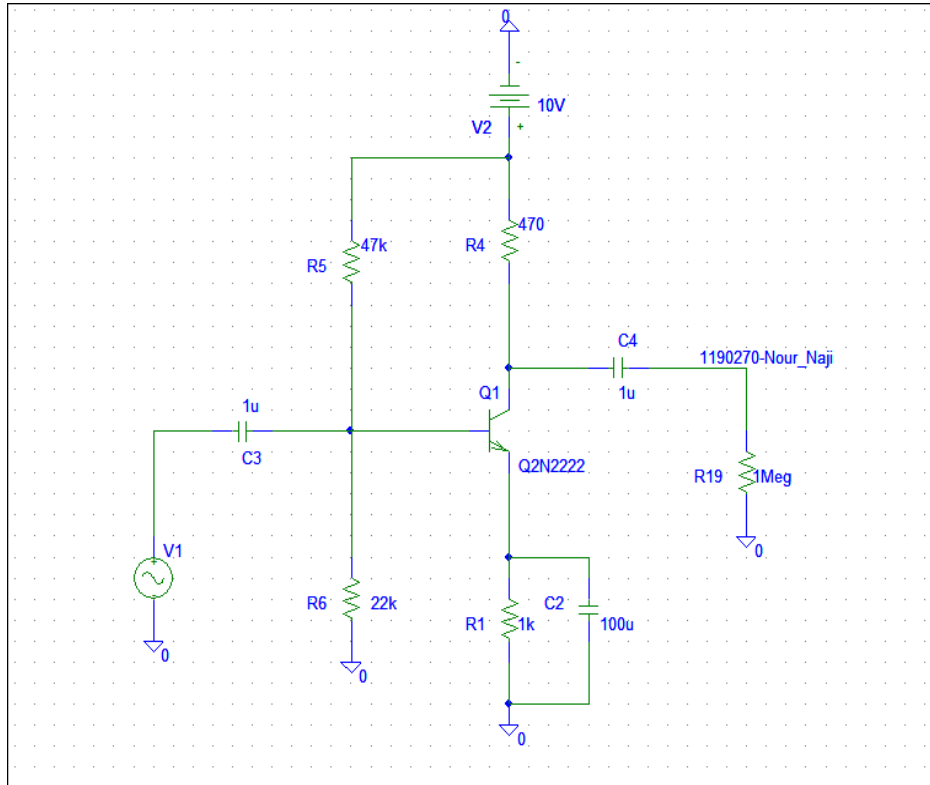 0
-
10V
V2
+
47k
R5
470
R4
C4
1190270-Nour_Naji
1u
Q1
1u
C3
Q2N2222
R19
1Meg
0
V1
+
-
R6
22k
R1
1k
C2
100u
0
0
0